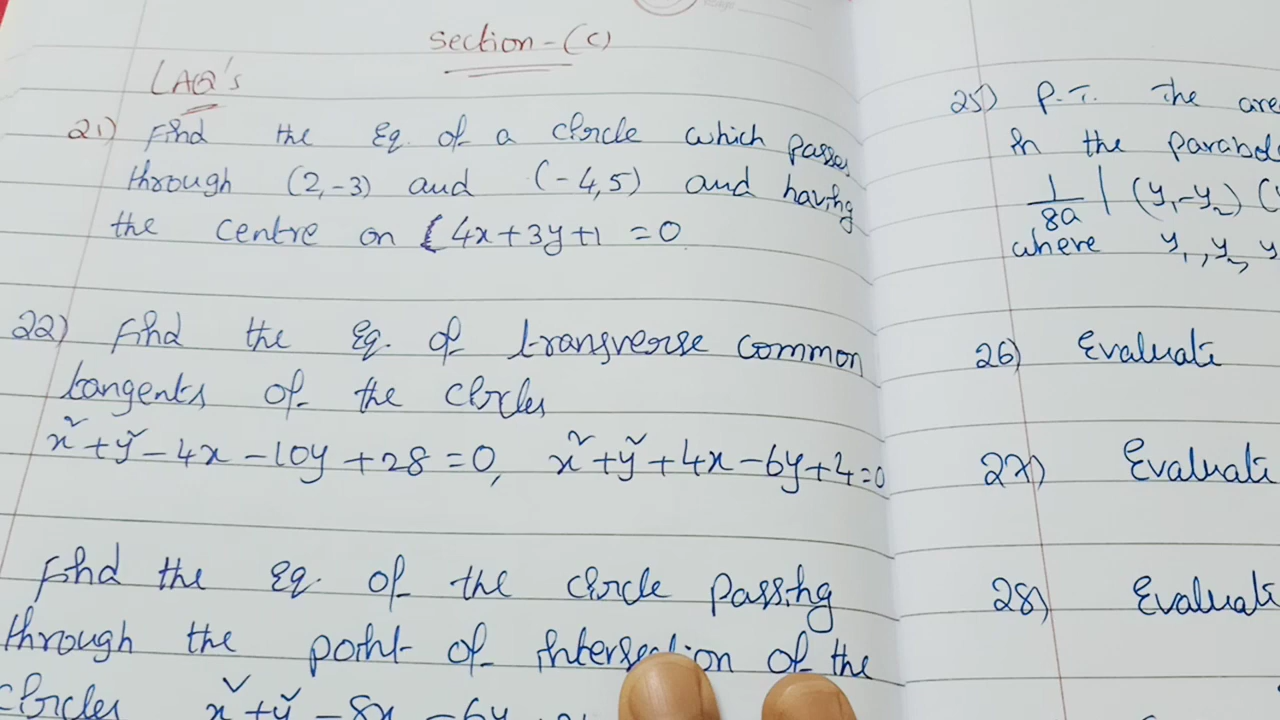 Section - (C)
LAQ's
21) Find the Eq. of a circle which passes
through (2,-3) and (-4,5) and having
the centre on 4x+3y+1 =0
22) Find the Eq. of transverse common
tangents of the circles
x²+y²-4x-10y+28=0, x²+y²+4x-6y+4=0
Find the Eq. of the circle passing
through the point of intersection of the
circles x²+y²-8x-6y
25) P.T. The are
in the parabol
1/8a |(y₁-y₂)(
where y₁, y₂, y
26) Evaluate
27) Evaluate
28) Evaluate